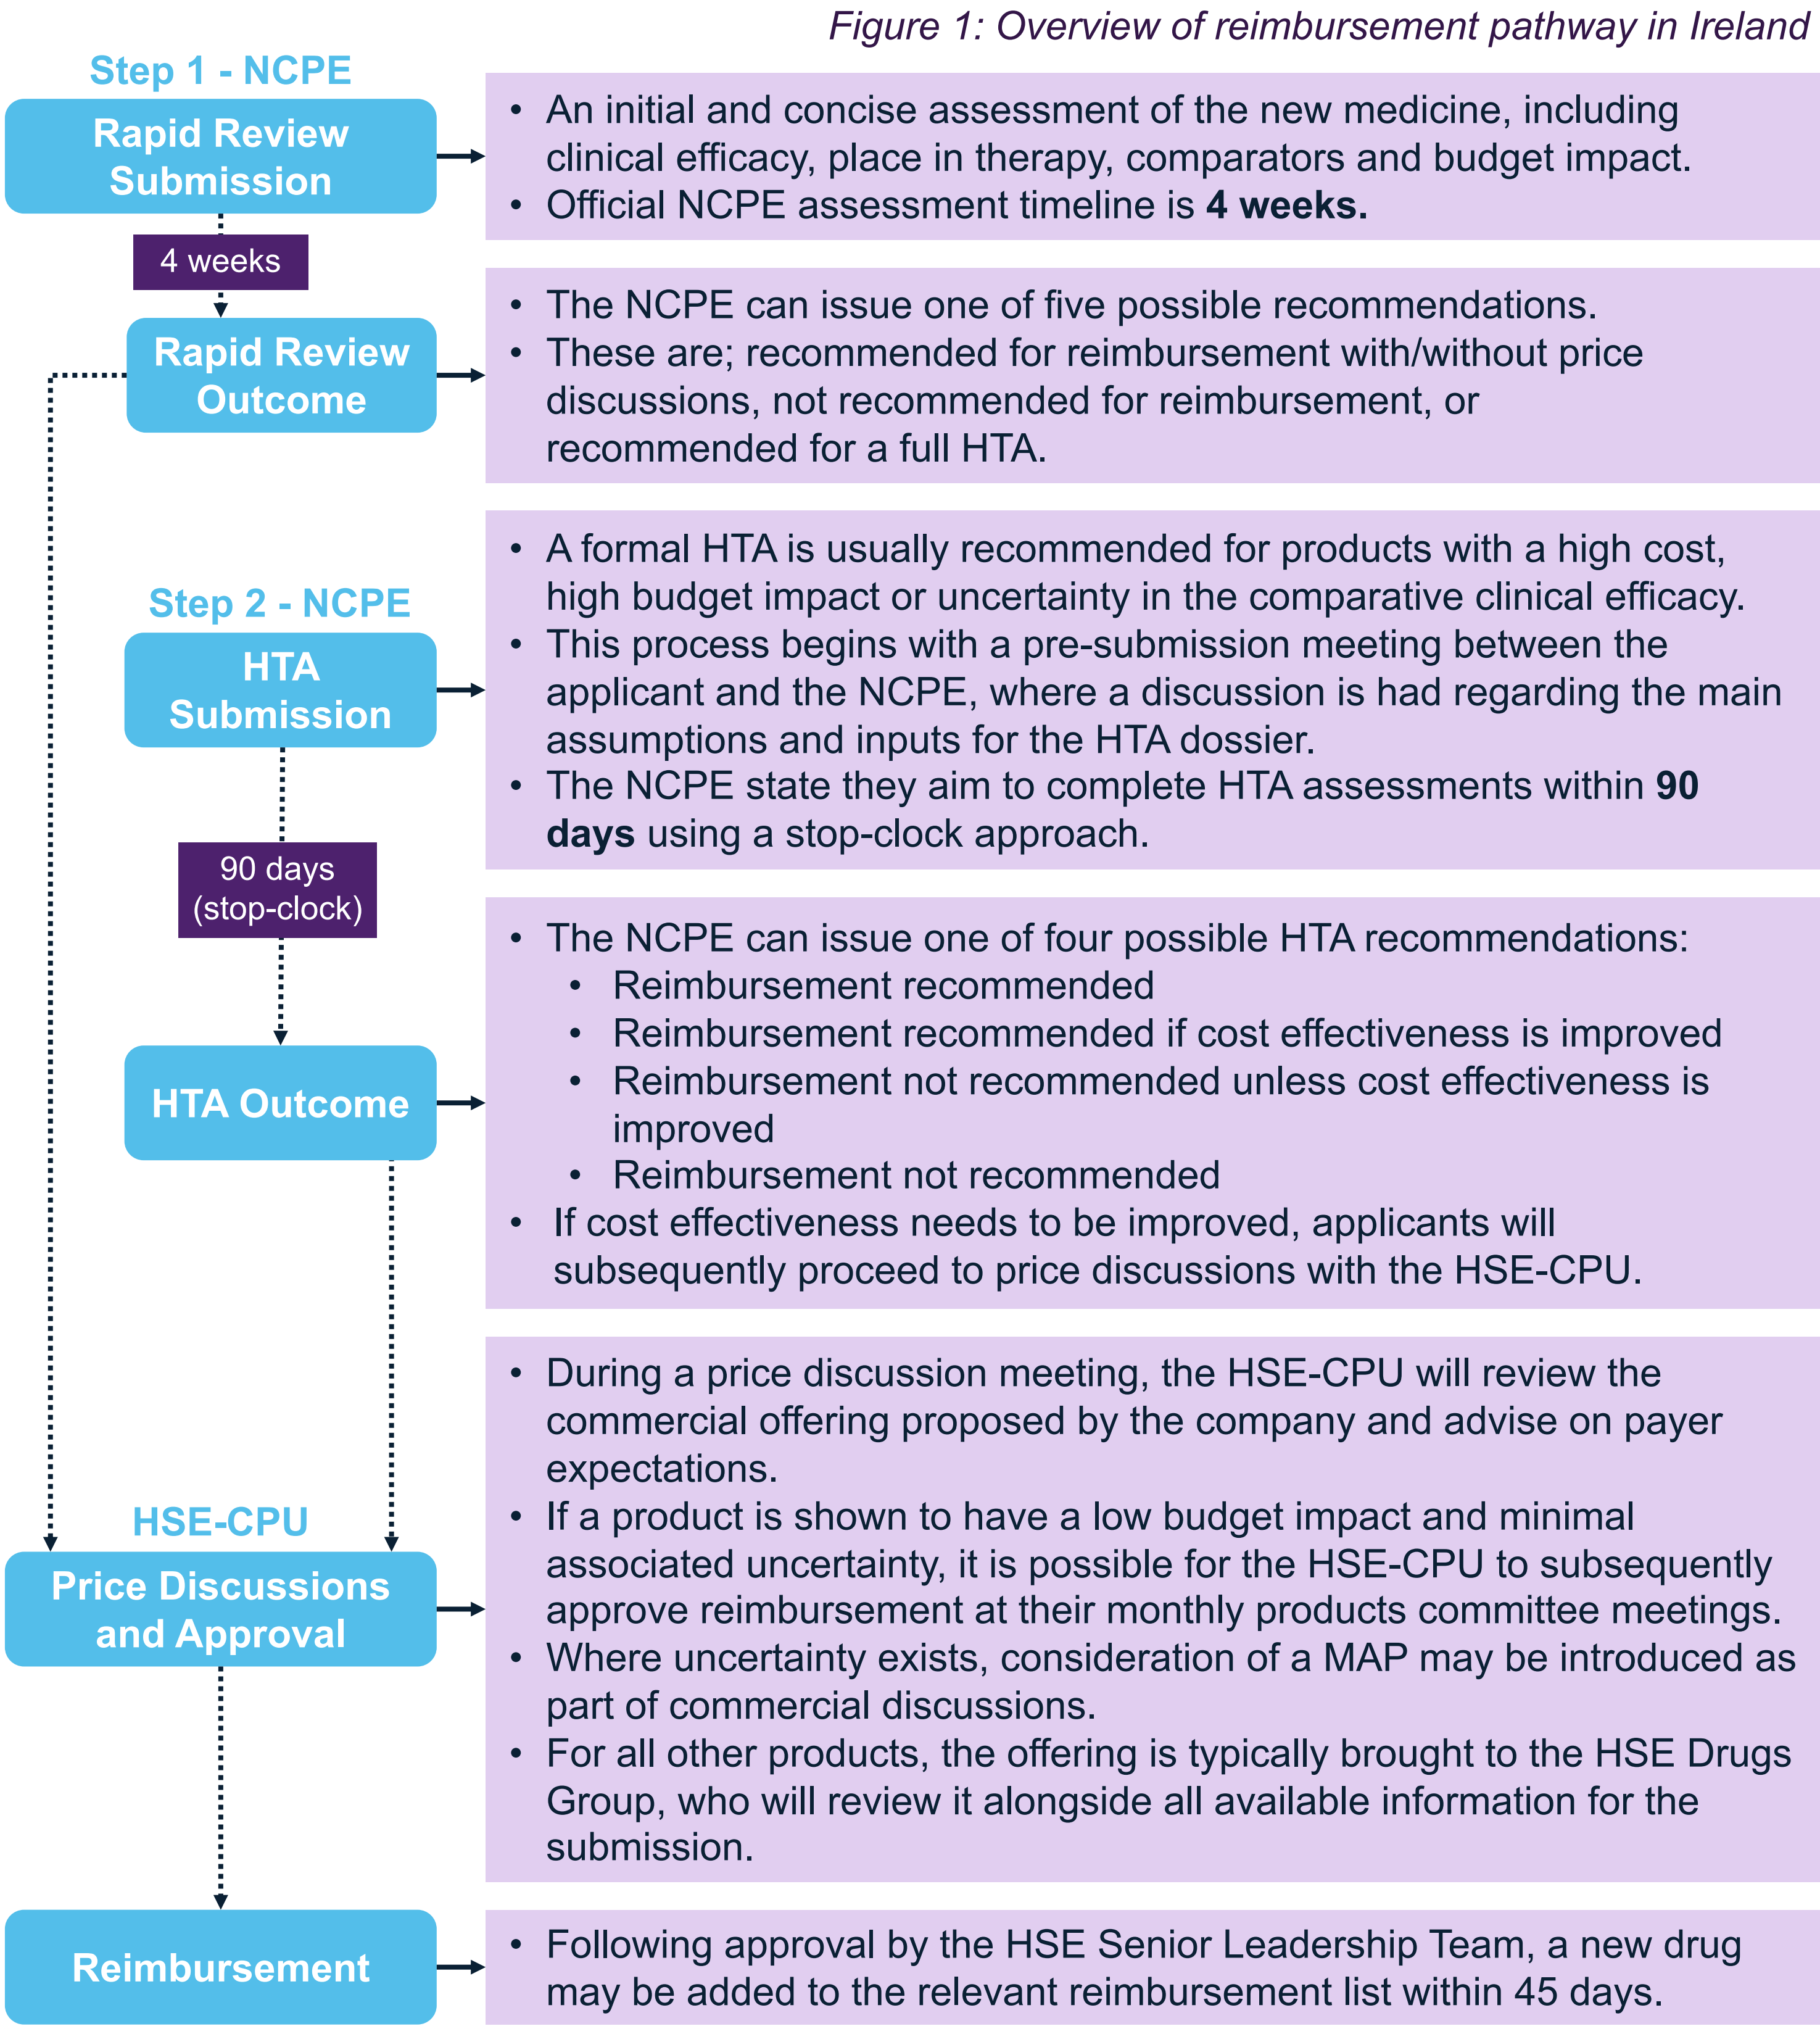 Figure 1: Overview of reimbursement pathway in Ireland
Step 1 - NCPE
Rapid Review
Submission
• An initial and concise assessment of the new medicine, including
clinical efficacy, place in therapy, comparators and budget impact.
• Official NCPE assessment timeline is 4 weeks.
4 weeks
Rapid Review
Outcome
• The NCPE can issue one of five possible recommendations.
• These are; recommended for reimbursement with/without price
discussions, not recommended for reimbursement, or
recommended for a full HTA.
Step 2 - NCPE
HTA
Submission
• A formal HTA is usually recommended for products with a high cost,
high budget impact or uncertainty in the comparative clinical efficacy.
• This process begins with a pre-submission meeting between the
applicant and the NCPE, where a discussion is had regarding the main
assumptions and inputs for the HTA dossier.
• The NCPE state they aim to complete HTA assessments within 90
days using a stop-clock approach.
90 days
(stop-clock)
HTA Outcome
• The NCPE can issue one of four possible HTA recommendations:
• Reimbursement recommended
• Reimbursement recommended if cost effectiveness is improved
• Reimbursement not recommended unless cost effectiveness is
improved
• Reimbursement not recommended
• If cost effectiveness needs to be improved, applicants will
subsequently proceed to price discussions with the HSE-CPU.
HSE-CPU
Price Discussions
and Approval
• During a price discussion meeting, the HSE-CPU will review the
commercial offering proposed by the company and advise on payer
expectations.
• If a product is shown to have a low budget impact and minimal
associated uncertainty, it is possible for the HSE-CPU to subsequently
approve reimbursement at their monthly products committee meetings.
• Where uncertainty exists, consideration of a MAP may be introduced as
part of commercial discussions.
• For all other products, the offering is typically brought to the HSE Drugs
Group, who will review it alongside all available information for the
submission.
Reimbursement
• Following approval by the HSE Senior Leadership Team, a new drug
may be added to the relevant reimbursement list within 45 days.